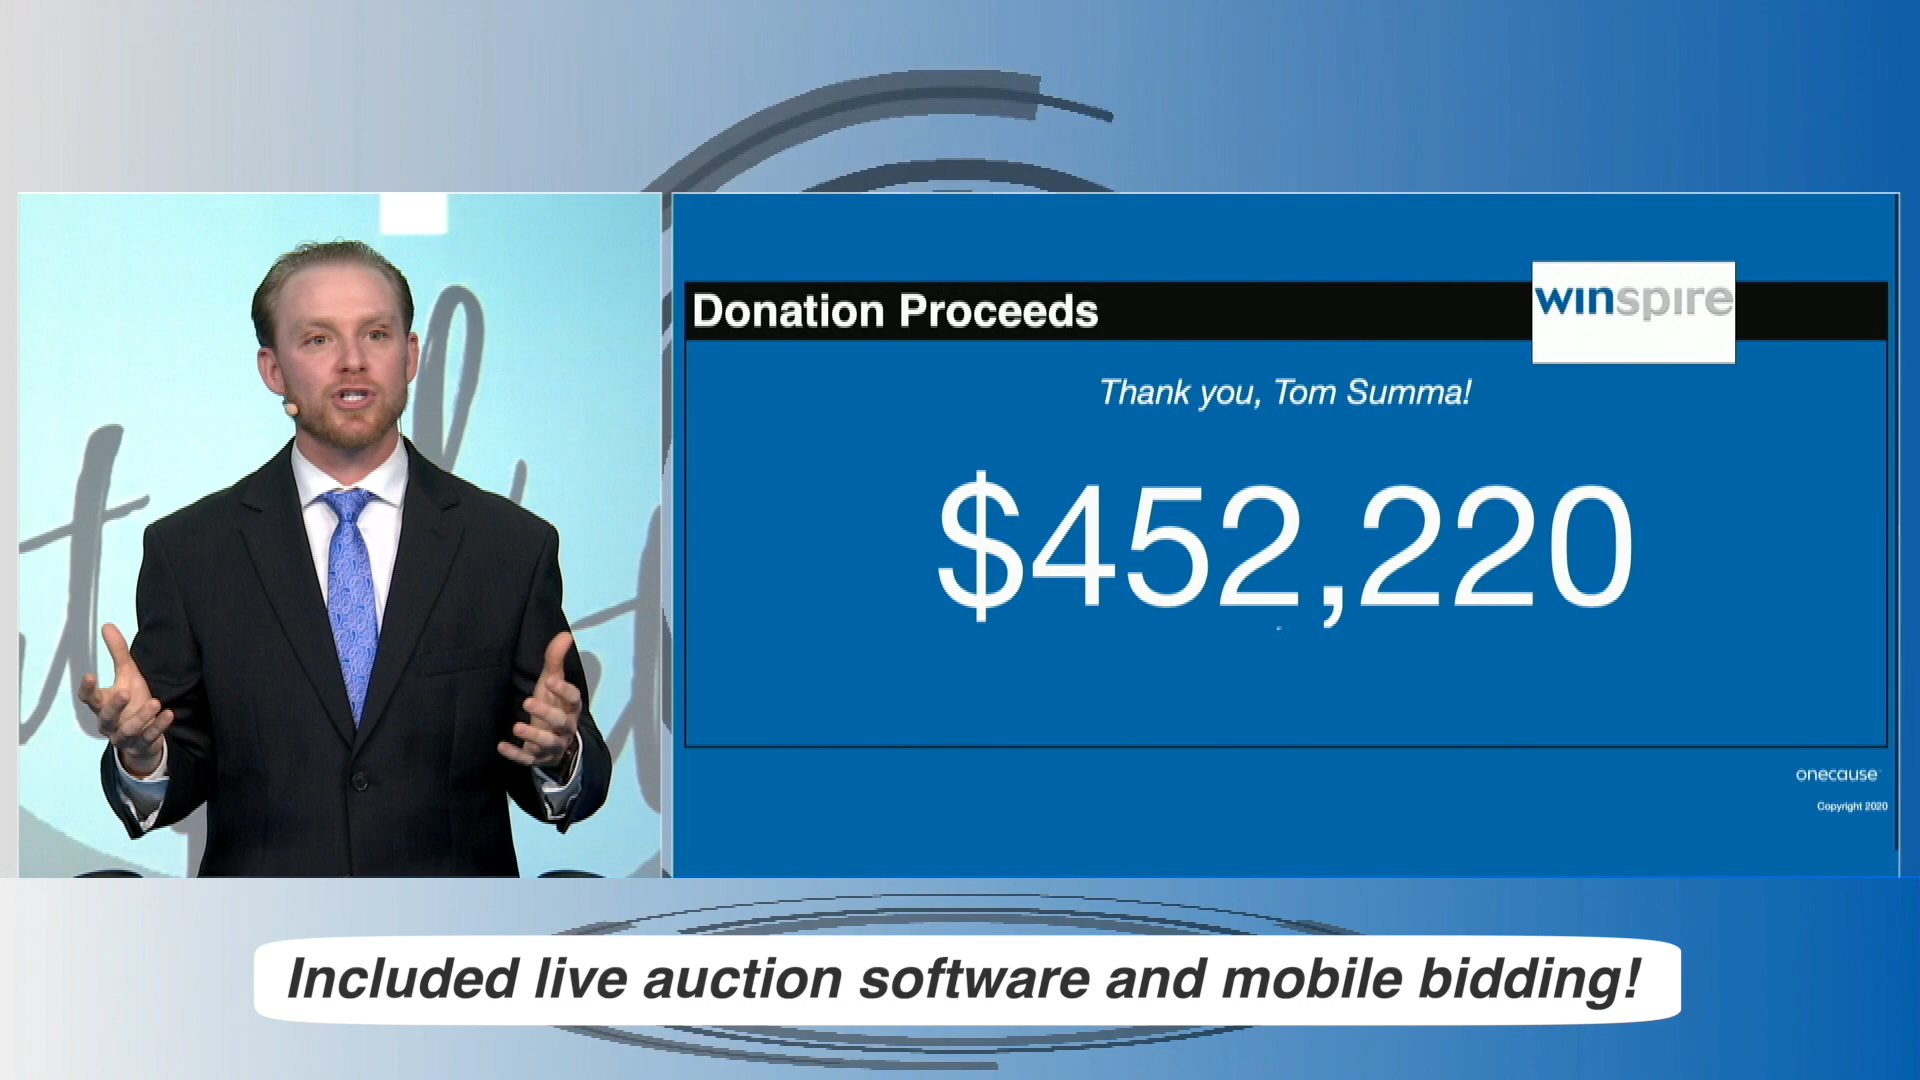 Donation Proceeds
winspire
Thank you, Tom Summa!
$452,220
onecause
Copyright 2020
Included live auction software and mobile bidding!